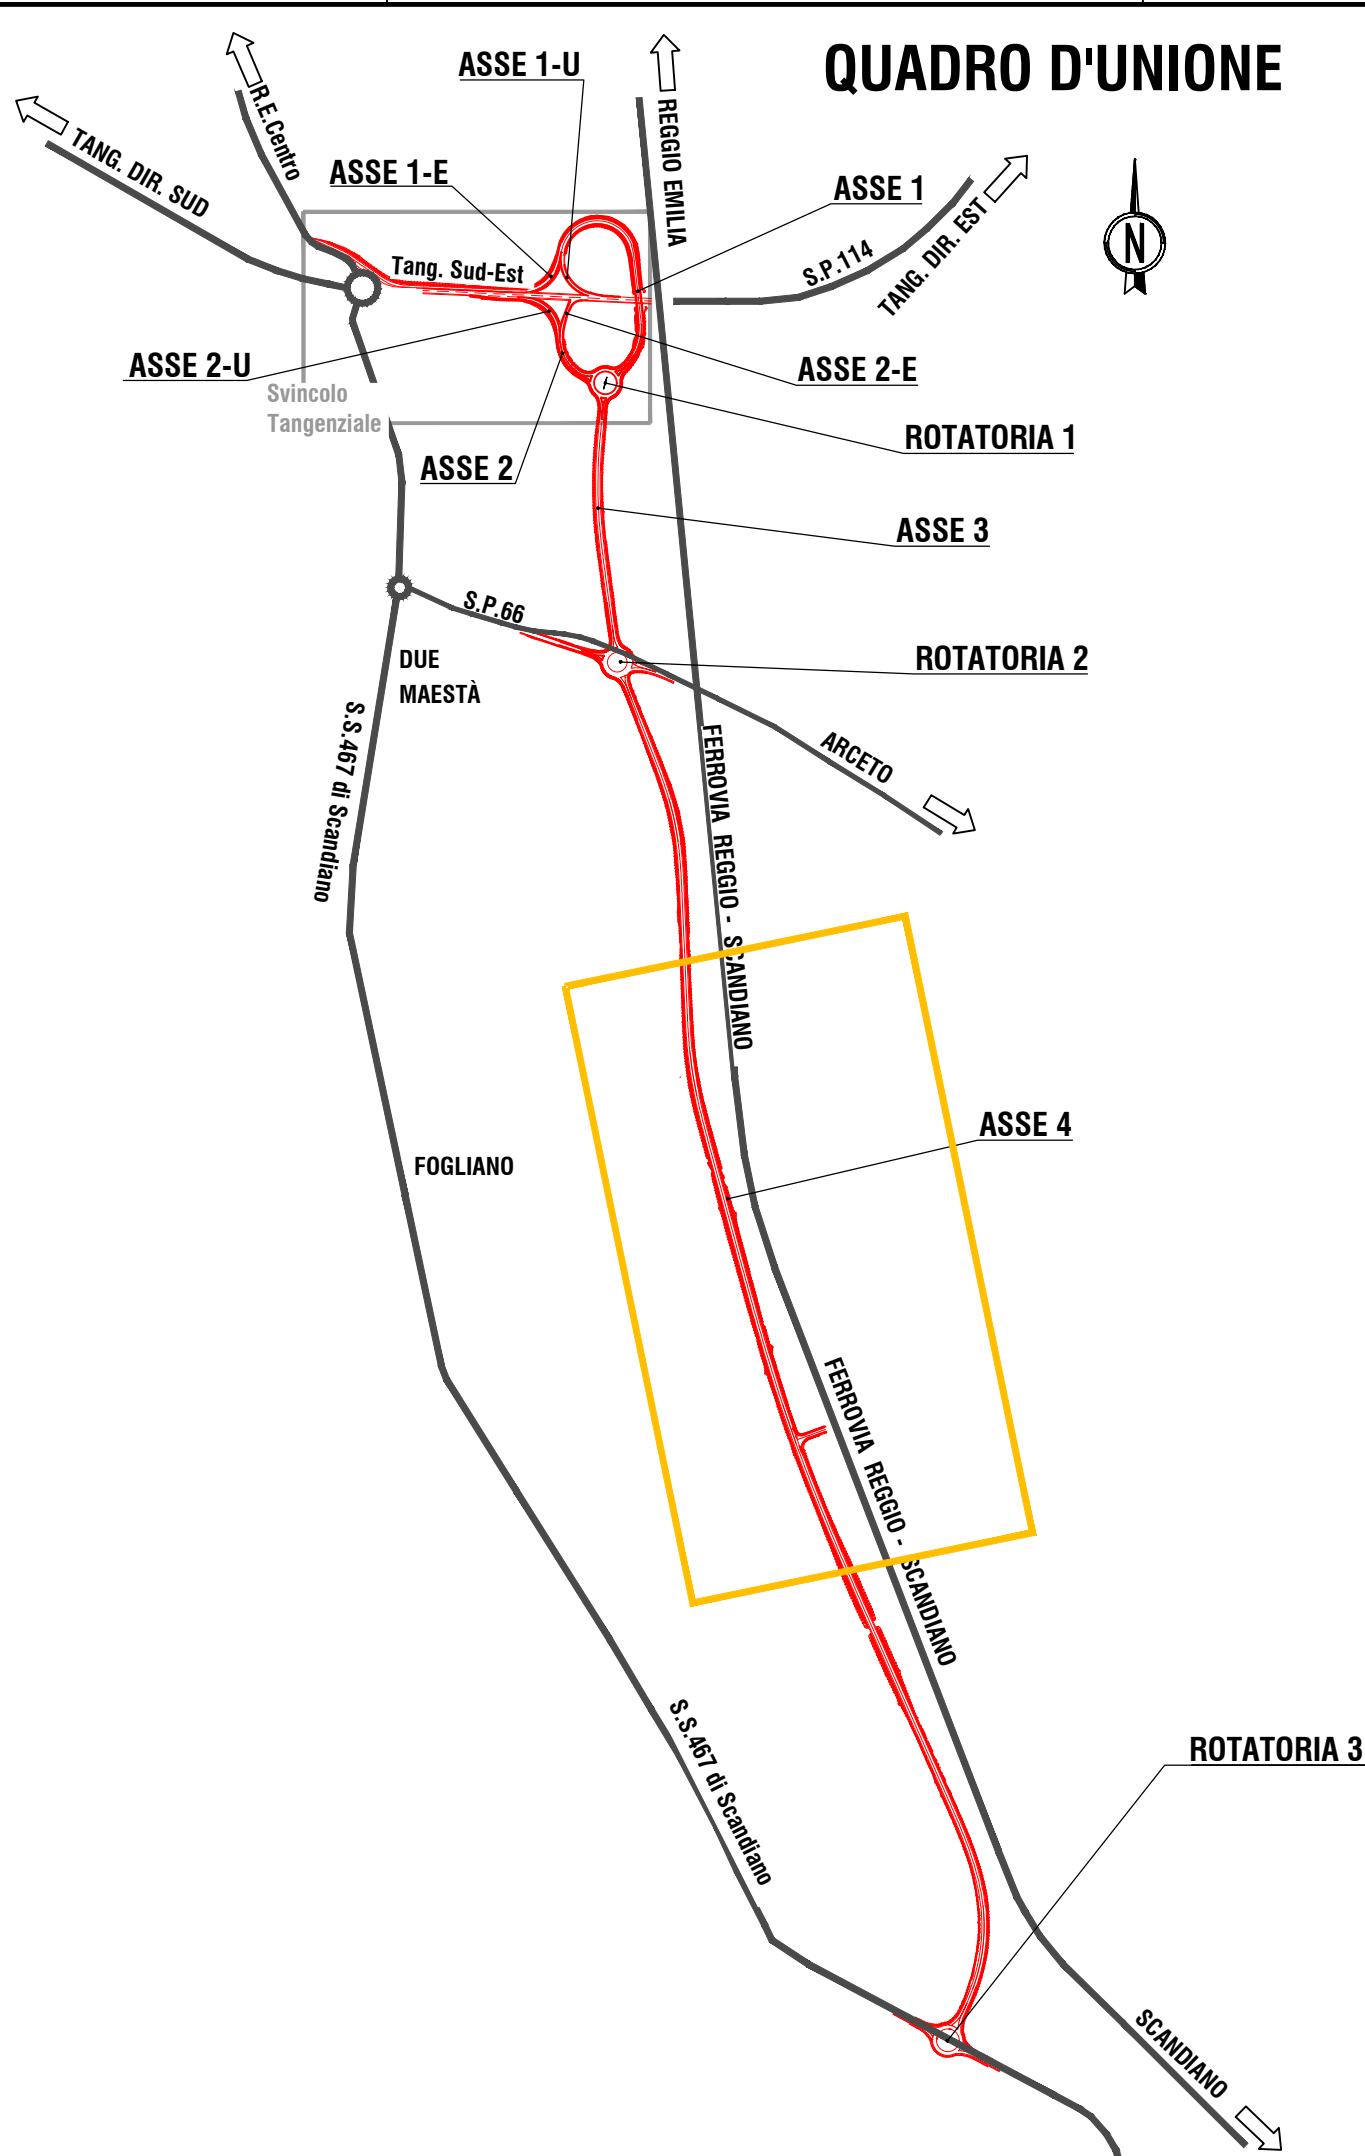 QUADRO D'UNIONE
ASSE 1-U
R.E.Centro
REGGIO EMILIA
TANG. DIR. SUD
ASSE 1-E
ASSE 1
TANG. DIR. EST
N
S.P.114
Tang. Sud-Est
ASSE 2-U
ASSE 2-E
Svincolo
Tangenziale
ROTATORIA 1
ASSE 2
ASSE 3
S.P.66
DUE
MAESTÀ
ROTATORIA 2
S.S.467 di Scandiano
ARCETO
FERROVIA REGGIO - SCANDIANO
ASSE 4
FOGLIANO
FERROVIA REGGIO - SCANDIANO
S.S.467 di Scandiano
ROTATORIA 3
SCANDIANO